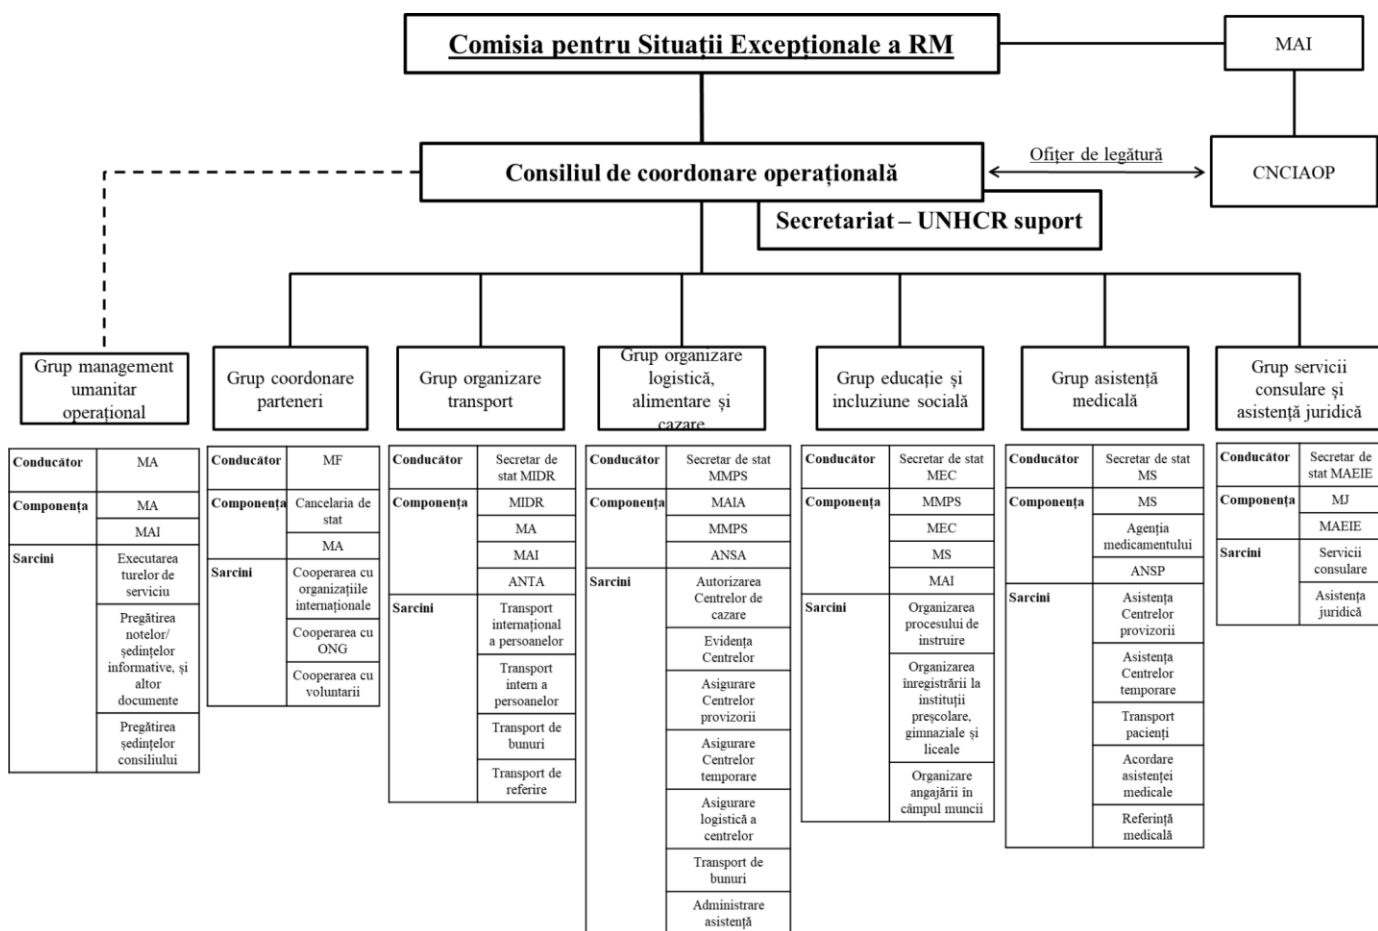 Comisia pentru Situații Excepționale a RM
MAI
Consiliul de coordonare operațională
Ofițer de legătură
CNCIAOP
Secretariat – UNHCR suport
Grup management
umanitar
operațional
Conducător
MA
Componența
MA
MAI
Sarcini
Executarea
turelor de
serviciu
Pregătirea
notelor/
ședințelor
informative, și
altor
documente
Pregătirea
ședințelor
consiliului
Grup coordonare
parteneri
Conducător
MF
Componența
Cancelaria de
stat
MA
Sarcini
Cooperarea cu
organizațiile
internaționale
Cooperarea cu
ONG
Cooperarea cu
voluntarii
Grup organizare
transport
Conducător
Secretar de
stat MIDR
Componența
MIDR
MA
MAI
ANTA
Sarcini
Transport
internațional
a persoanelor
Transport
intern a
persoanelor
Transport de
bunuri
Transport de
referire
Grup organizare
logistică,
alimentare și
cazare
Conducător
Secretar de stat
MMPS
Componența
MAIA
MMPS
ANSA
Sarcini
Autorizarea
Centrelor de
cazare
Evidența
Centrelor
Asigurare
Centrelor
provizorii
Asigurare
Centrelor
temporare
Asigurare
logistică a
centrelor
Transport de
bunuri
Administrare
asistență
Grup educație și
incluziune socială
Conducător
Secretar de stat
MEC
Componența
MMPS
MEC
MS
MAI
Sarcini
Organizarea
procesului de
instruire
Organizarea
înregistrării la
instituții
preșcolare,
gimnaziale și
liceale
Organizare
angajării în
câmpul muncii
Grup asistență
medicală
Conducător
Secretar de stat
MS
Componența
MS
Agenția
medicamentului
ANSP
Sarcini
Asistența
Centrelor
provizorii
Asistența
Centrelor
temporare
Transport
pacienți
Acordare
asistenței
medicale
Referință
medicală
Grup servicii
consulare și
asistență juridică
Conducător
Secretar de
stat MAEIE
Componența
MJ
MAEIE
Sarcini
Servicii
consulare
Asistența
juridică